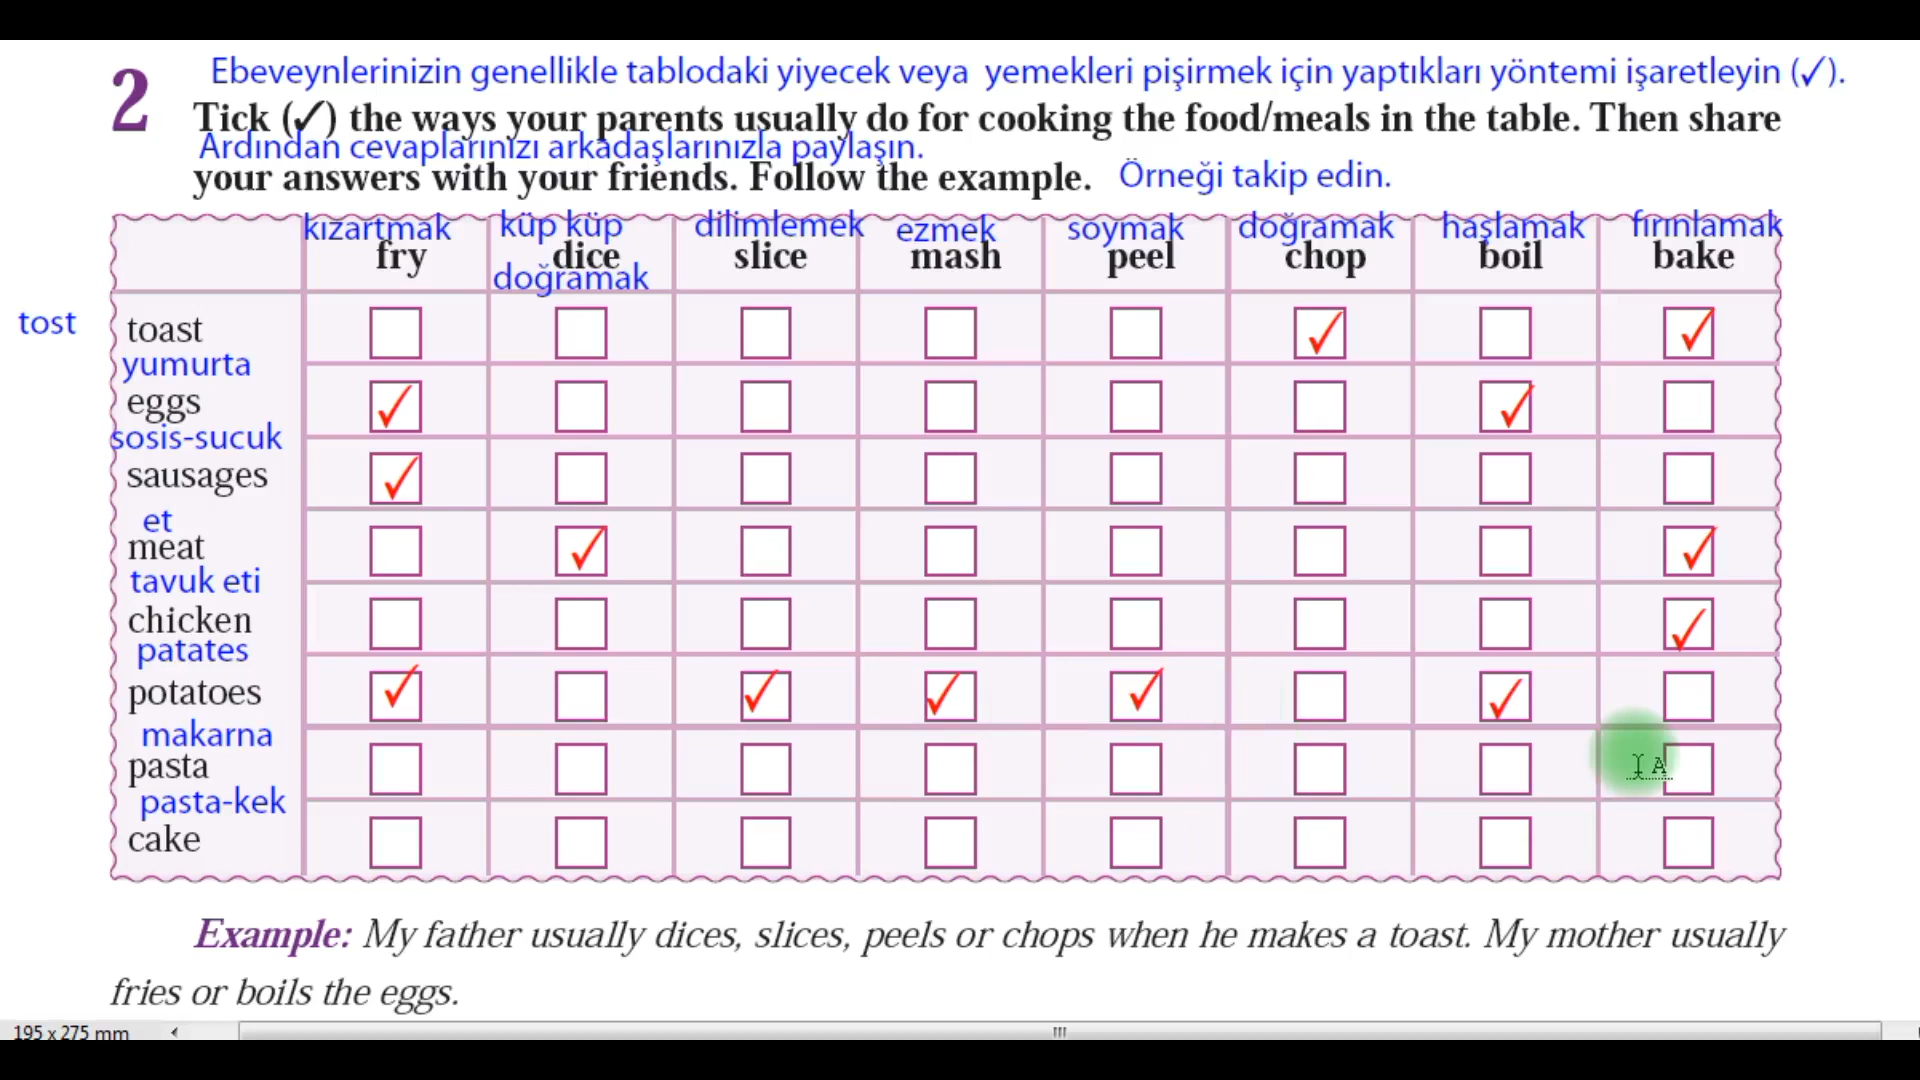 Ebeveynlerinizin genellikle tablodaki yiyecek veya yemekleri pişirmek için yaptıkları yöntemi işaretleyin (✓).
2 Tick (✓) the ways your parents usually do for cooking the food/meals in the table. Then share
Ardından cevaplarınızı arkadaşlarınızla paylaşın.
your answers with your friends. Follow the example. Örneği takip edin.
kızartmak küp küp dilimlemek ezmek soymak doğramak haşlamak fırınlamak
fry dice slice mash peel chop boil bake
doğramak
tost toast ✓ ✓
yumurta
eggs ✓ ✓
sosis-sucuk
sausages ✓
et
meat ✓ ✓
tavuk eti
chicken ✓
patates
potatoes ✓ ✓ ✓ ✓ ✓
makarna
pasta A
pasta-kek
cake
Example: My father usually dices, slices, peels or chops when he makes a toast. My mother usually
fries or boils the eggs.
195 x 275 mm